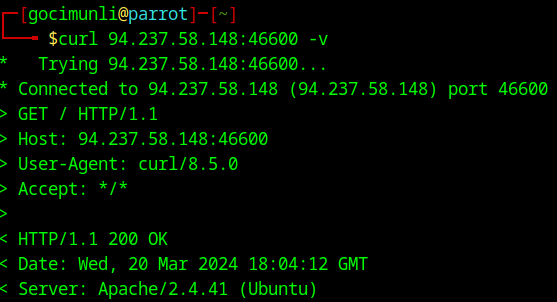 [gocimunli@parrot]-[~]
$curl 94.237.58.148:46600 -v
*   Trying 94.237.58.148:46600...
* Connected to 94.237.58.148 (94.237.58.148) port 46600
> GET / HTTP/1.1
> Host: 94.237.58.148:46600
> User-Agent: curl/8.5.0
> Accept: */*
>
< HTTP/1.1 200 OK
< Date: Wed, 20 Mar 2024 18:04:12 GMT
< Server: Apache/2.4.41 (Ubuntu)